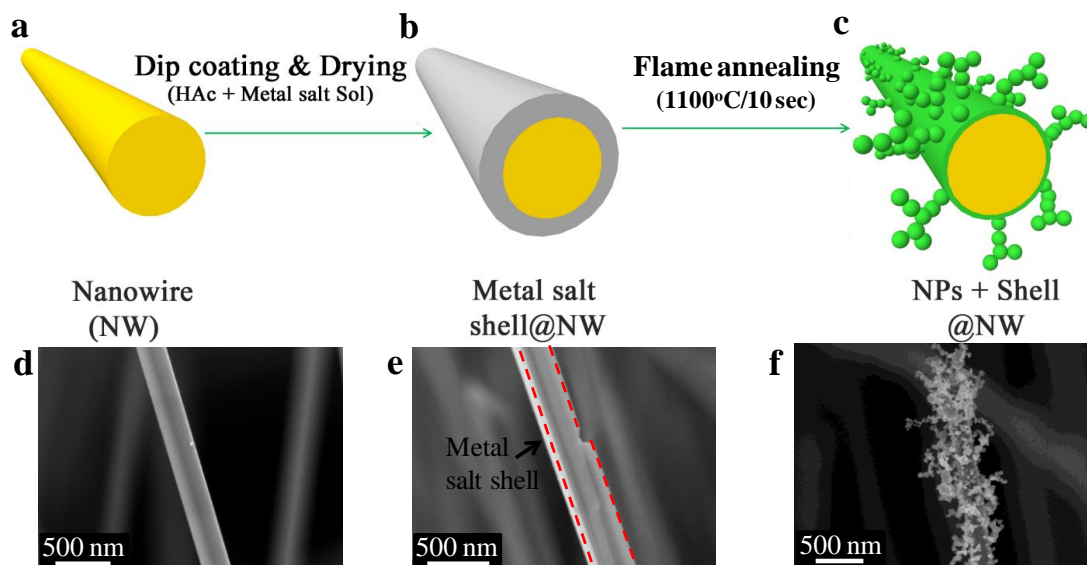 a
b
c
Dip coating & Drying
(HAc + Metal salt Sol)
Flame annealing
(1100°C/10 sec)
Nanowire
(NW)
Metal salt
shell@NW
NPs + Shell
@NW
d
e
f
Metal
salt shell
500 nm
500 nm
500 nm